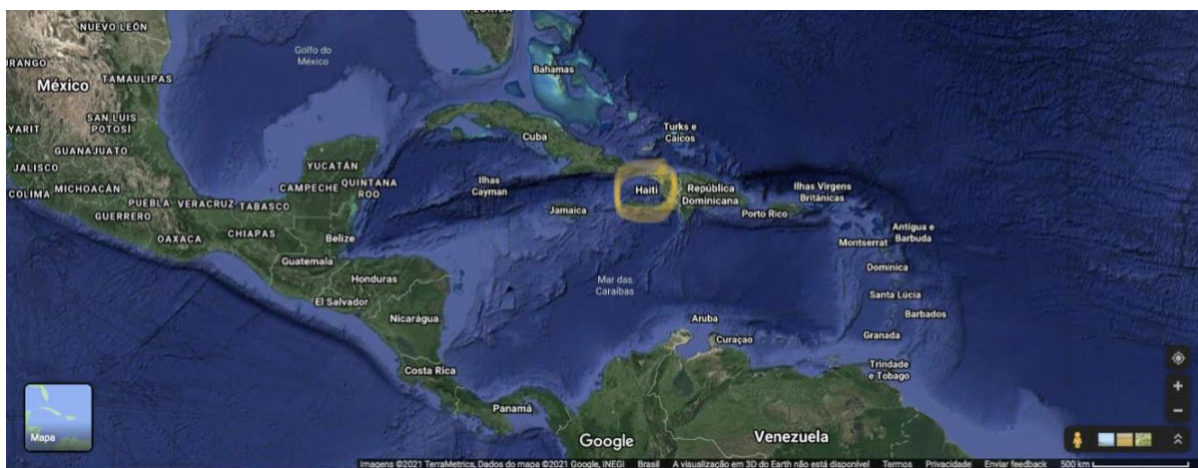 FLORIDA
NUEVO LEÓN
Golfo do
México
DURANGO
México
TAMAULIPAS
Bahamas
SAN LUIS
POTOSÍ
Turks e
Caicos
Cuba
GUANAJUATO
JALISCO
YUCATÁN
COLIMA
MICHOACÁN
CAMPECHE
QUINTANA
ROO
Ilhas
Cayman
Haiti
República
Dominicana
Ilhas Virgens
Britânicas
PUEBLA
VERACRUZ
TABASCO
GUERRERO
Jamaica
Porto Rico
OAXACA
CHIAPAS
Belize
Antigua e
Barbuda
Montserrat
Guatemala
Dominica
Honduras
Mar das
Caraíbas
El Salvador
Santa Lúcia
Barbados
Nicarágua
Aruba
Curaçao
Granada
Costa Rica
Trindade
e Tobago
Panamá
Mapa
Google
Venezuela
Imagens ©2021 TerraMetrics, Dados do mapa ©2021 Google, INEGI Brasil A visualização em 3D do Earth não está disponível Termos Privacidade Enviar feedback 500 km